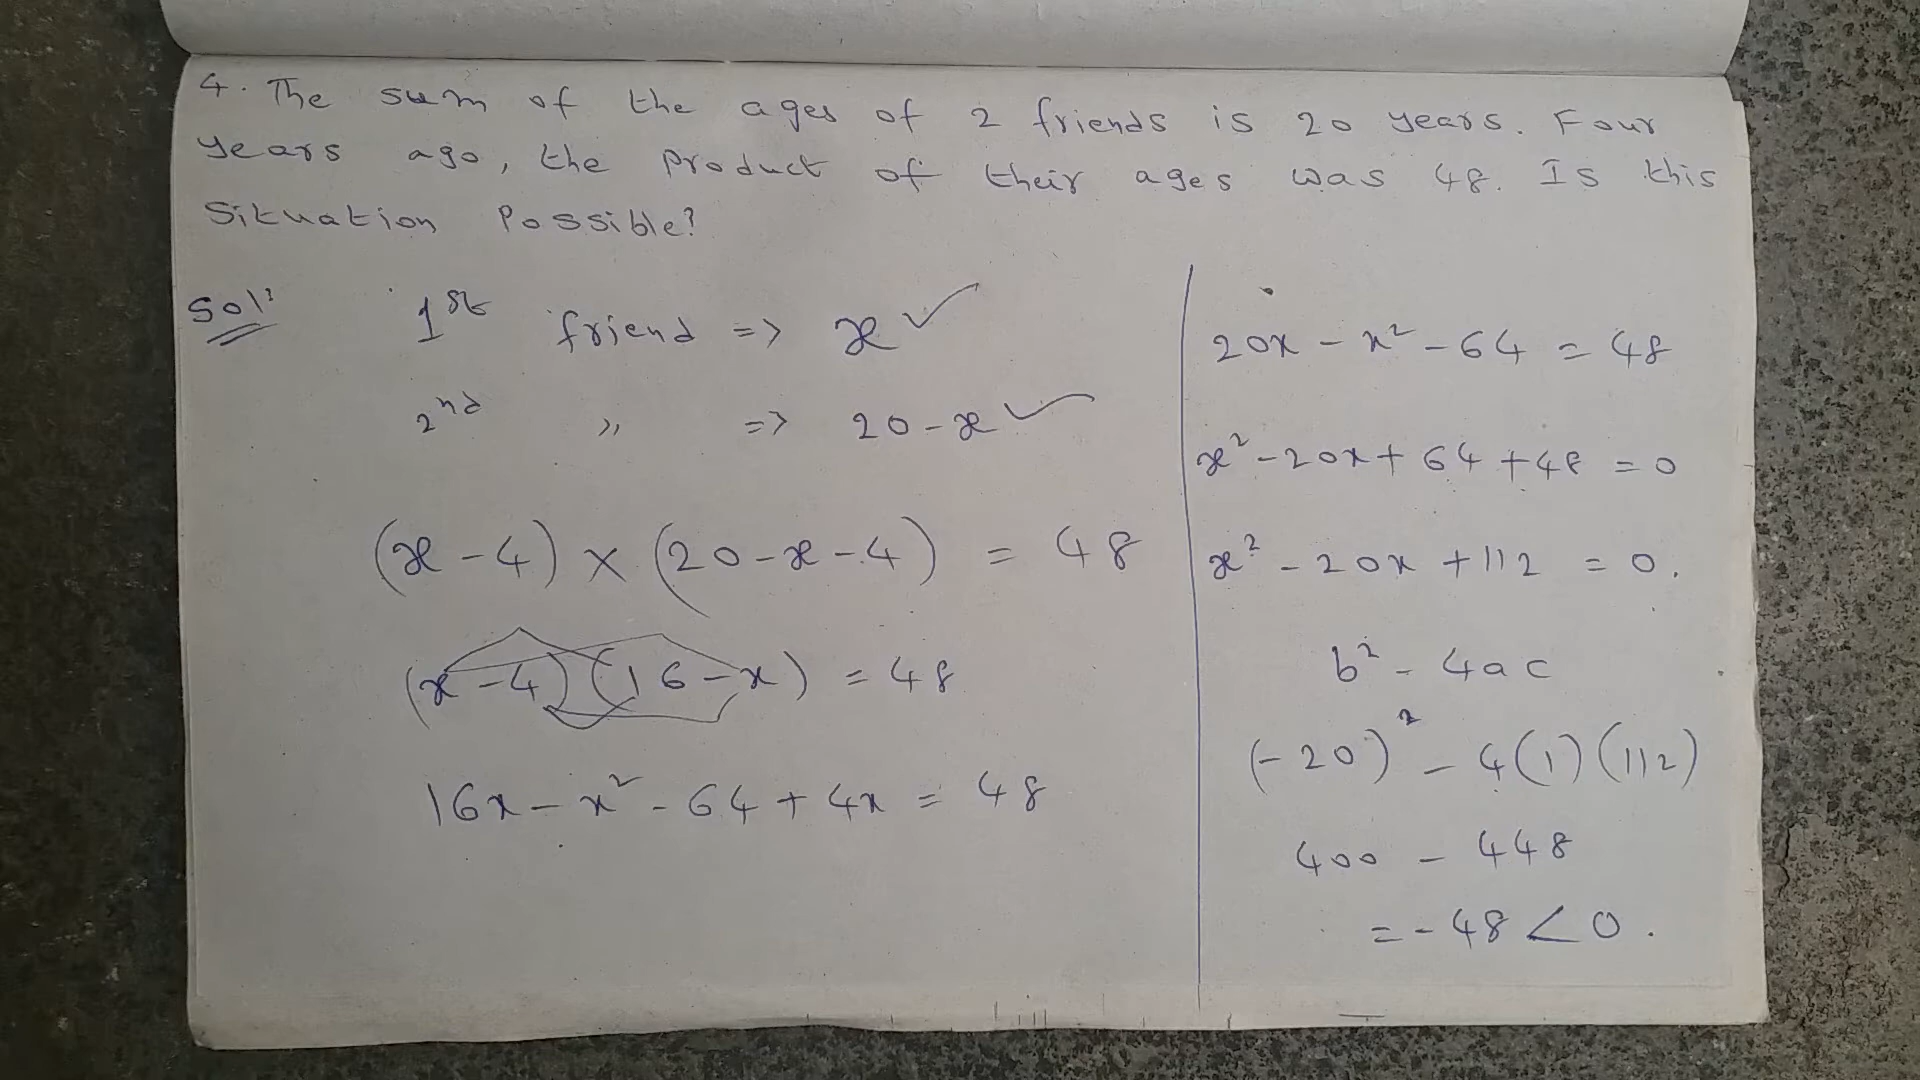 4. The sum of the ages of 2 friends is 20 years. Four
years ago, the product of their ages was 48. Is this
situation possible?
Sol:
1st friend => x ✓
2nd ,, => 20-x ✓
(x-4) × (20-x-4) = 48
(x-4)(16-x) = 48
16x - x² - 64 + 4x = 48
20x - x² - 64 = 48
x² - 20x + 64 + 48 = 0
x² - 20x + 112 = 0.
b² - 4ac
(-20)² - 4(1)(112)
400 - 448
= -48 < 0.